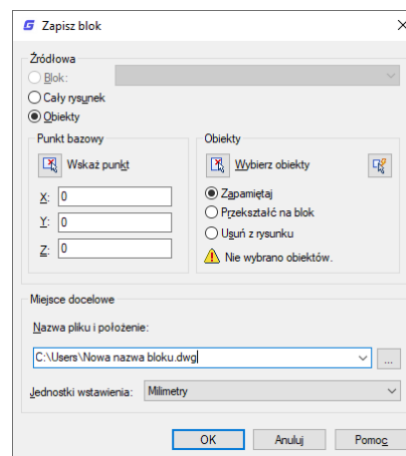 Zapisz blok
Źródłowa
Blok:
Cały rysunek
Obiekty
Punkt bazowy
Wskaż punkt
X: 0
Y: 0
Z: 0
Obiekty
Wybierz obiekty
Zapamiętaj
Przekształć na blok
Usuń z rysunku
Nie wybrano obiektów.
Miejsce docelowe
Nazwa pliku i położenie:
C:\Users\Nowa nazwa bloku.dwg
...
Jednostki wstawienia: Milimetry
OK Anuluj Pomoc